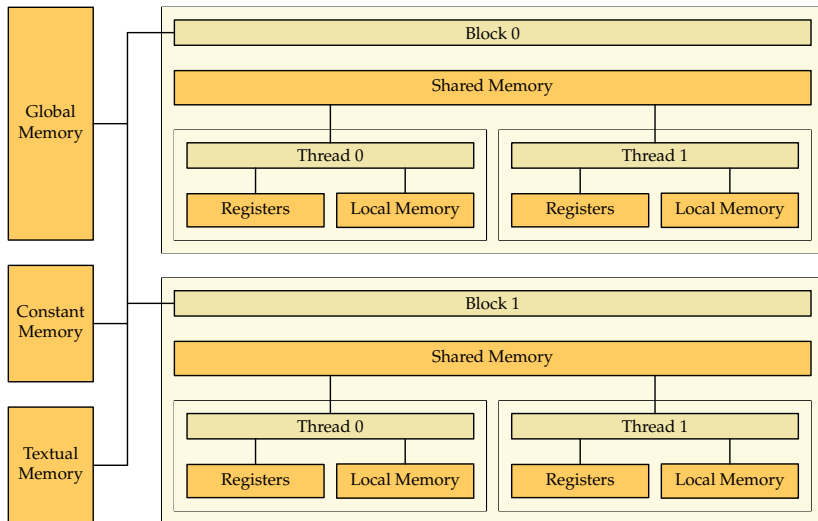 Global
Memory
Constant
Memory
Textual
Memory
Block 0
Shared Memory
Thread 0
Registers
Local Memory
Thread 1
Registers
Local Memory
Block 1
Shared Memory
Thread 0
Registers
Local Memory
Thread 1
Registers
Local Memory